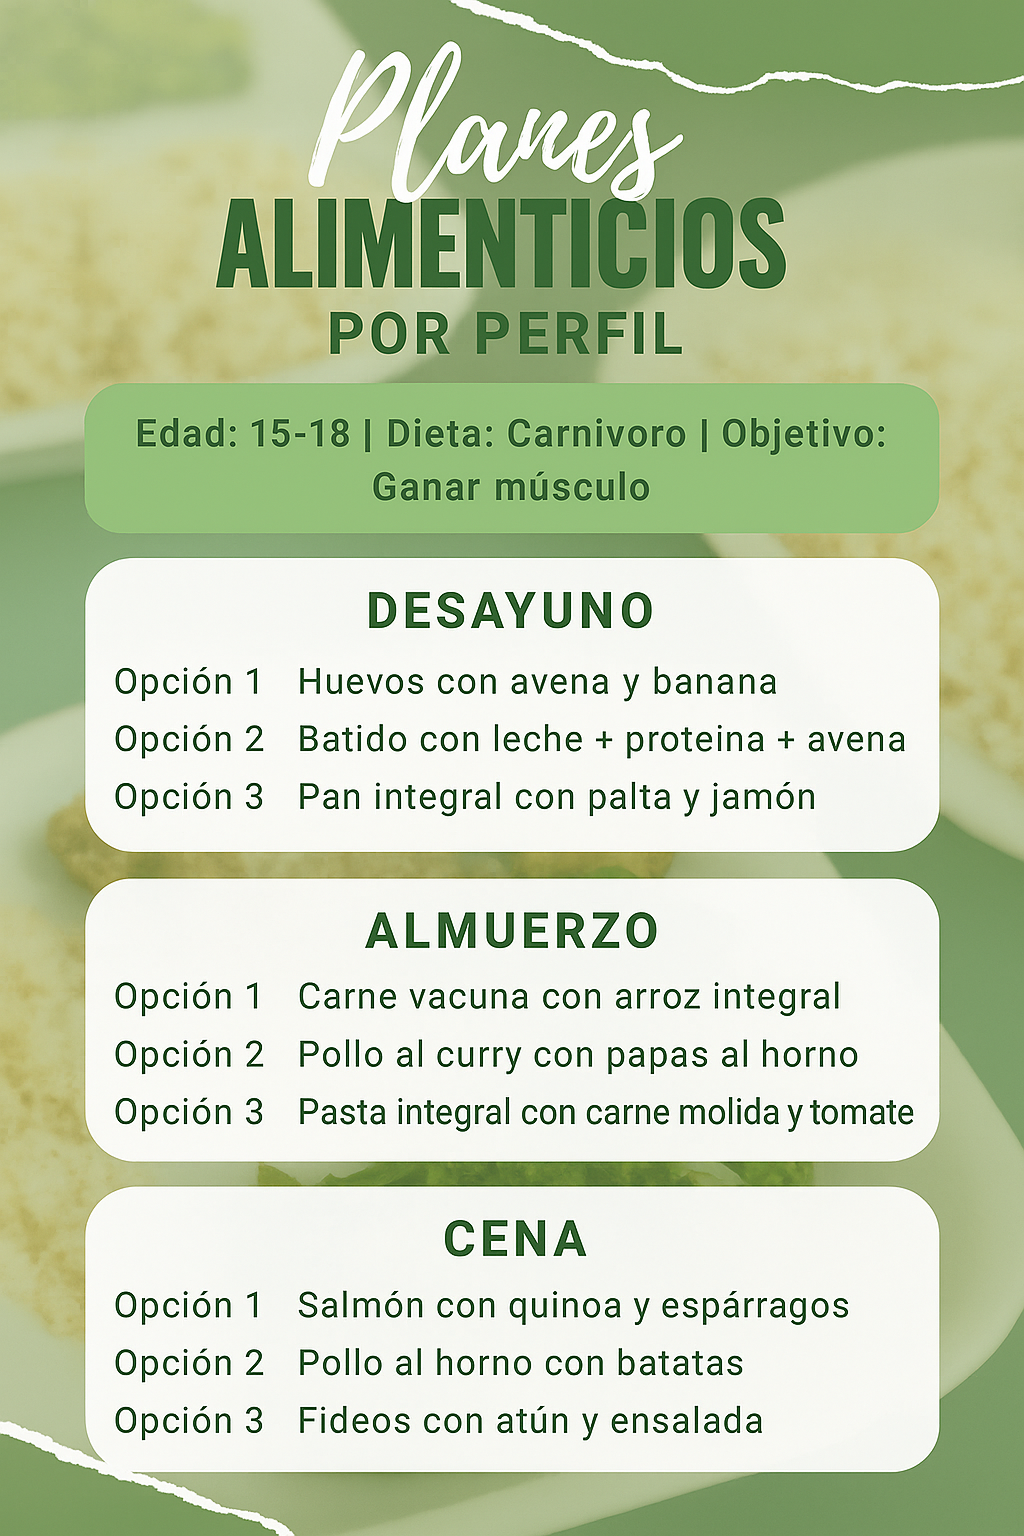 Planes
ALIMENTICIOS
POR PERFIL
Edad: 15-18 | Dieta: Carnivoro | Objetivo:
Ganar músculo
DESAYUNO
Opción 1 Huevos con avena y banana
Opción 2 Batido con leche + proteina + avena
Opción 3 Pan integral con palta y jamón
ALMUERZO
Opción 1 Carne vacuna con arroz integral
Opción 2 Pollo al curry con papas al horno
Opción 3 Pasta integral con carne molida y tomate
CENA
Opción 1 Salmón con quinoa y espárragos
Opción 2 Pollo al horno con batatas
Opción 3 Fideos con atún y ensalada